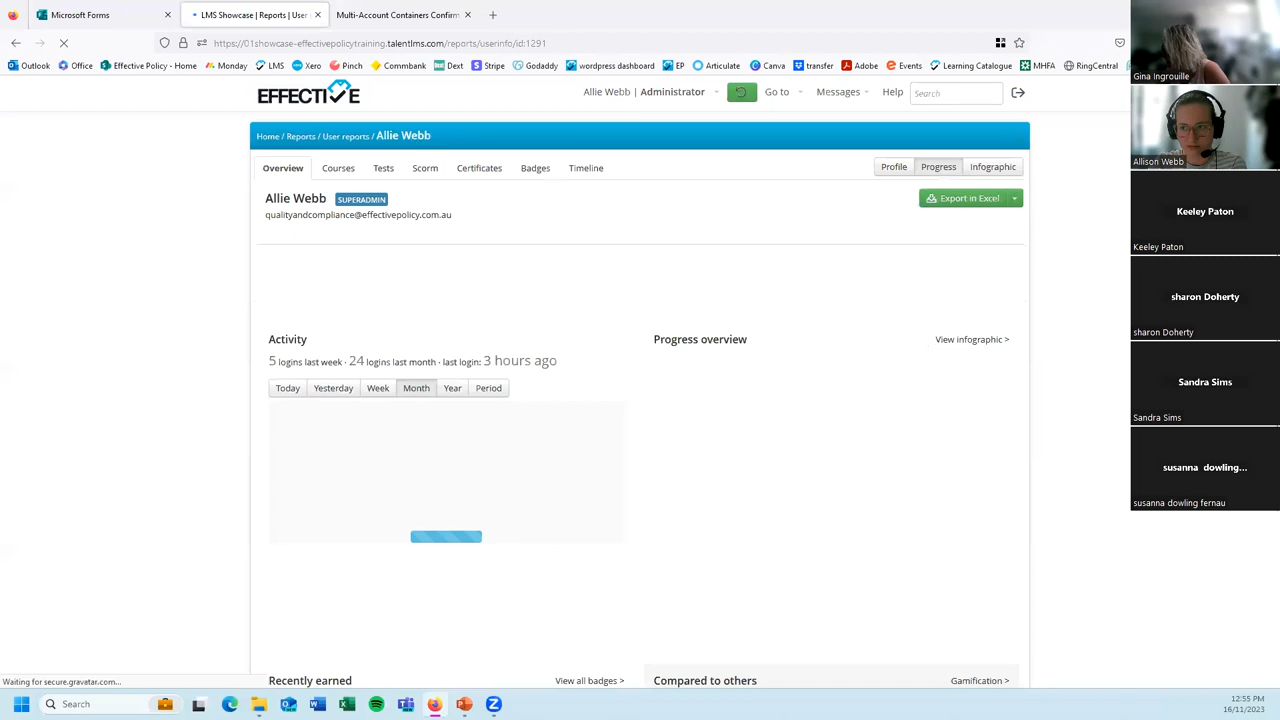 Microsoft Forms
LMS Showcase | Reports | User
Multi-Account Containers Confirm
https://01showcase-effectivepolicytraining.talentlms.com/reports/userinfo/id:1291
Outlook
Office
Effective Policy - Home
Monday
LMS
Xero
Pinch
Commbank
Dext
Stripe
Godaddy
wordpress dashboard
EP
Articulate
Canva
transfer
Adobe
Events
Learning Catalogue
MHFA
RingCentral
EFFECTIVE
Allie Webb | Administrator
Go to
Messages
Help
Search
Home / Reports / User reports / Allie Webb
Overview
Courses
Tests
Scorm
Certificates
Badges
Timeline
Profile
Progress
Infographic
Allie Webb
SUPERADMIN
Export in Excel
qualityandcompliance@effectivepolicy.com.au
Activity
Progress overview
View infographic >
5 logins last week · 24 logins last month · last login: 3 hours ago
Today
Yesterday
Week
Month
Year
Period
Recently earned
View all badges >
Compared to others
Gamification >
Waiting for secure.gravatar.com...
Gina Ingrouille
Allison Webb
Keeley Paton
Keeley Paton
sharon Doherty
sharon Doherty
Sandra Sims
Sandra Sims
susanna dowling...
susanna dowling fernau
Search
12:55 PM
16/11/2023